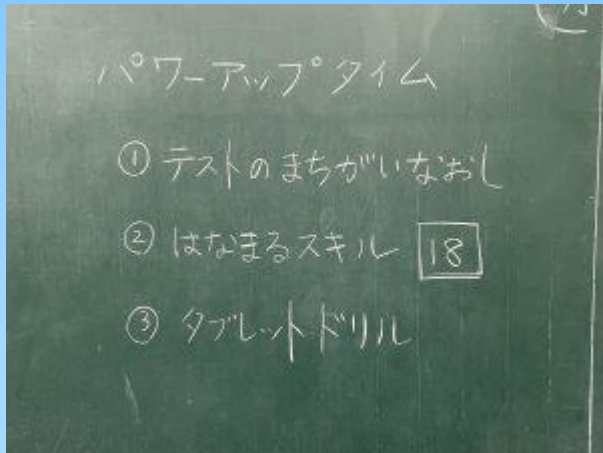 パワーアップタイム
① テストのまちがいなおし
② はなまるスキル 18
③ タブレットドリル